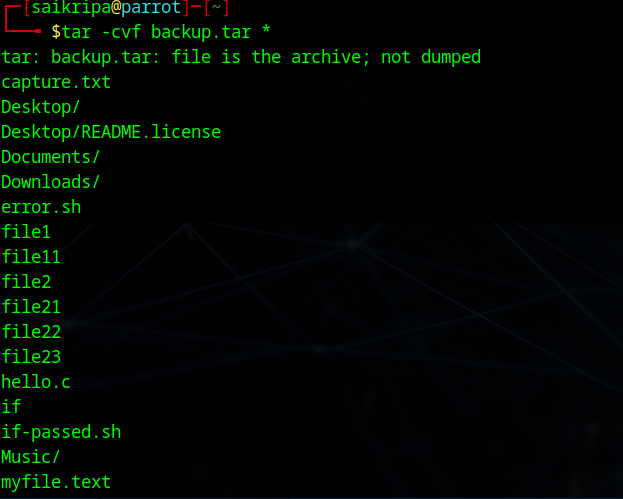 ┌─[saikripa@parrot]─[~]
└──╼ $tar -cvf backup.tar *
tar: backup.tar: file is the archive; not dumped
capture.txt
Desktop/
Desktop/README.license
Documents/
Downloads/
error.sh
file1
file11
file2
file21
file22
file23
hello.c
if
if-passed.sh
Music/
myfile.text